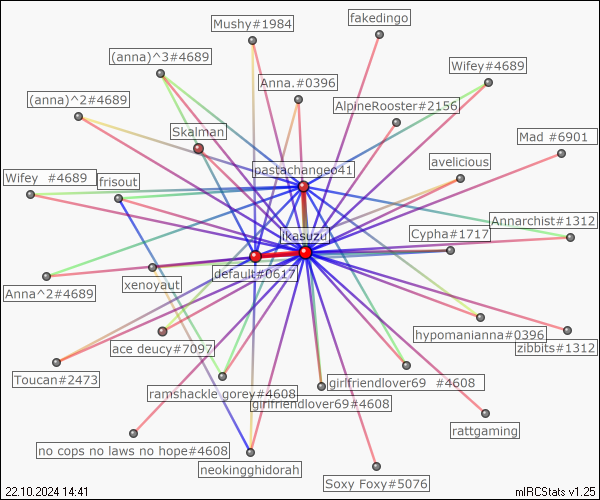 Mushy#1984
fakedingo
(anna)^3#4689
Wifey#4689
Anna.#0396
(anna)^2#4689
AlpineRooster#2156
Skalman
Mad #6901
avelicious
pastachangeo41
Wifey #4689
frisout
Annarchist#1312
Cypha#1717
ikasuzu
default#0617
xenoyaut
Anna^2#4689
hypomanianna#0396
zibbits#1312
ace deucy#7097
Toucan#2473
girlfriendlover69 #4608
ramshackle gorey#4608
girlfriendlover69#4608
rattgaming
no cops no laws no hope#4608
neokingghidorah
Soxy Foxy#5076
22.10.2024 14:41
mIRCStats v1.25